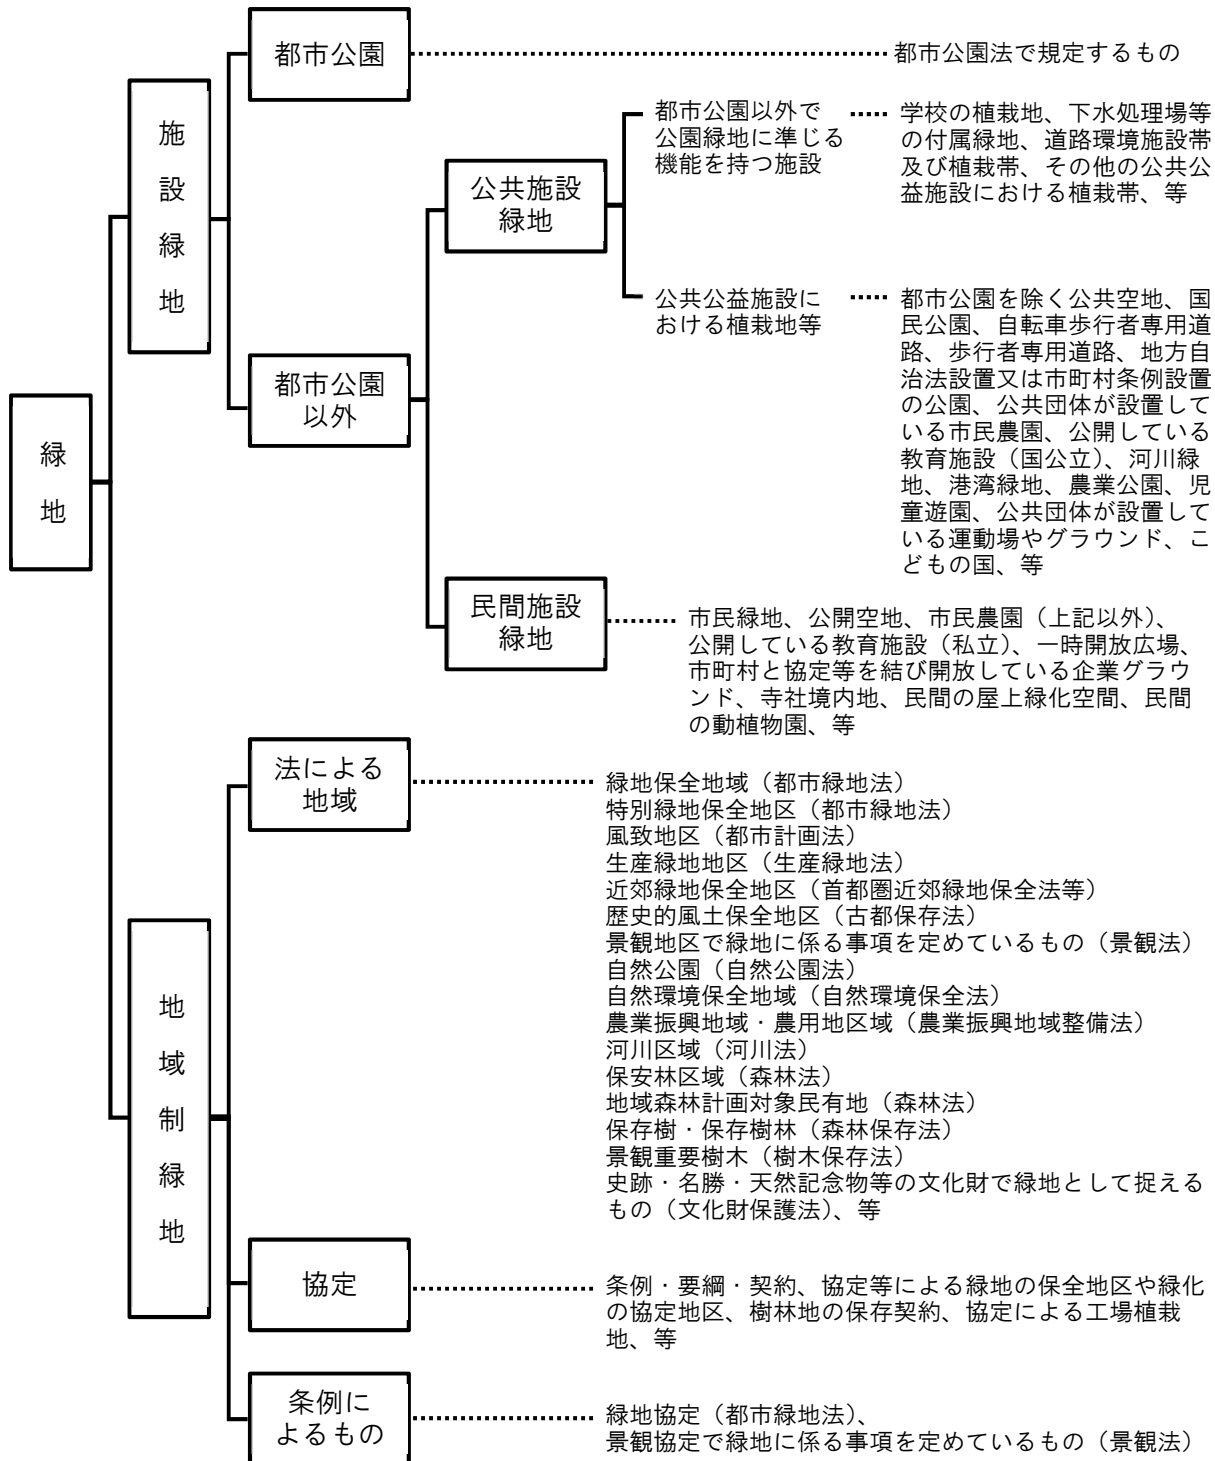 緑
地
施
設
緑
地
都市公園
都市公園法で規定するもの
都市公園
以外
公共施設
緑地
都市公園以外で
公園緑地に準じる
機能を持つ施設
学校の植栽地、下水処理場等
の付属緑地、道路環境施設帯
及び植栽帯、その他の公共公
益施設における植栽帯、等
公共公益施設に
おける植栽地等
都市公園を除く公共空地、国
民公園、自転車歩行者専用道
路、歩行者専用道路、地方自
治法設置又は市町村条例設置
の公園、公共団体が設置して
いる市民農園、公開している
教育施設（国公立）、河川緑
地、港湾緑地、農業公園、児
童遊園、公共団体が設置して
いる運動場やグラウンド、こ
どもの国、等
民間施設
緑地
市民緑地、公開空地、市民農園（上記以外）、
公開している教育施設（私立）、一時開放広場、
市町村と協定等を結び開放している企業グラウ
ンド、寺社境内地、民間の屋上緑化空間、民間
の動植物園、等
地
域
制
緑
地
法による
地域
緑地保全地域（都市緑地法）
特別緑地保全地区（都市緑地法）
風致地区（都市計画法）
生産緑地地区（生産緑地法）
近郊緑地保全地区（首都圏近郊緑地保全法等）
歴史的風土保全地区（古都保存法）
景観地区で緑地に係る事項を定めているもの（景観法）
自然公園（自然公園法）
自然環境保全地域（自然環境保全法）
農業振興地域・農用地区域（農業振興地域整備法）
河川区域（河川法）
保安林区域（森林法）
地域森林計画対象民有地（森林法）
保存樹・保存樹林（森林保存法）
景観重要樹木（樹木保存法）
史跡・名勝・天然記念物等の文化財で緑地として捉える
もの（文化財保護法）、等
協定
条例・要綱・契約、協定等による緑地の保全地区や緑化
の協定地区、樹林地の保存契約、協定による工場植栽
地、等
条例に
よるもの
緑地協定（都市緑地法）、
景観協定で緑地に係る事項を定めているもの（景観法）